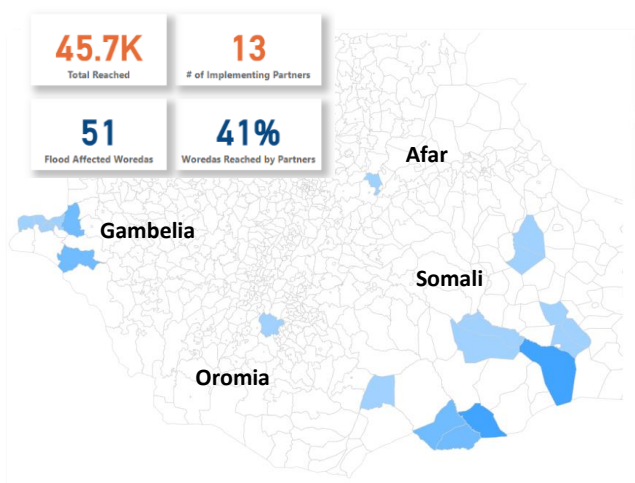 45.7K
Total Reached
13
# of Implementing Partners
51
Flood Affected Woredas
41%
Woredas Reached by Partners
Afar
Gambelia
Somali
Oromia